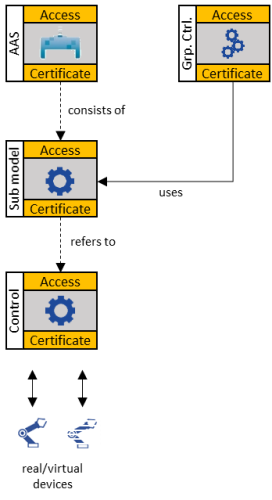 AAS
Access
Certificate
Grp. Ctrl.
Access
Certificate
consists of
Sub model
Access
Certificate
uses
refers to
Control
Access
Certificate
real/virtual
devices